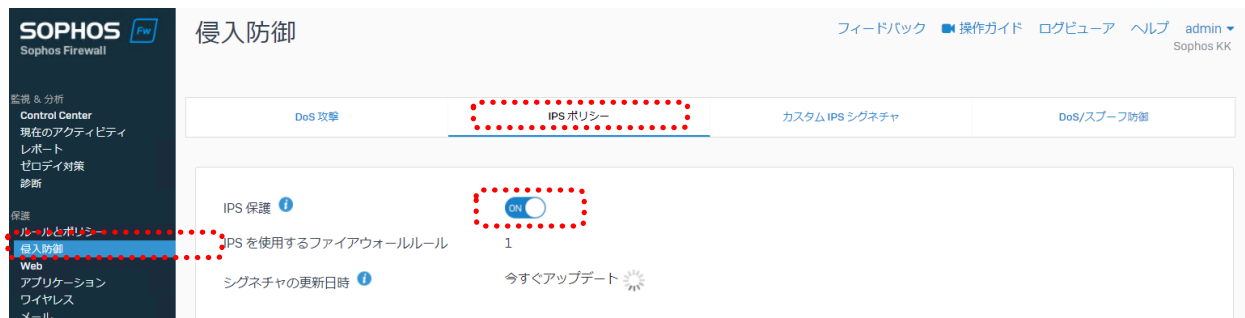 SOPHOS Fw
Sophos Firewall
侵入防御
フィードバック 操作ガイド ログビューア ヘルプ admin
Sophos KK
監視 & 分析
Control Center
現在のアクティビティ
レポート
ゼロデイ対策
診断
保護
ルールとポリシー
侵入防御
Web
アプリケーション
ワイヤレス
メール
DoS 攻撃 IPS ポリシー カスタム IPS シグネチャ DoS/スプーフ防御
IPS 保護 i ON
IPS を使用するファイアウォールルール 1
シグネチャの更新日時 i 今すぐアップデート